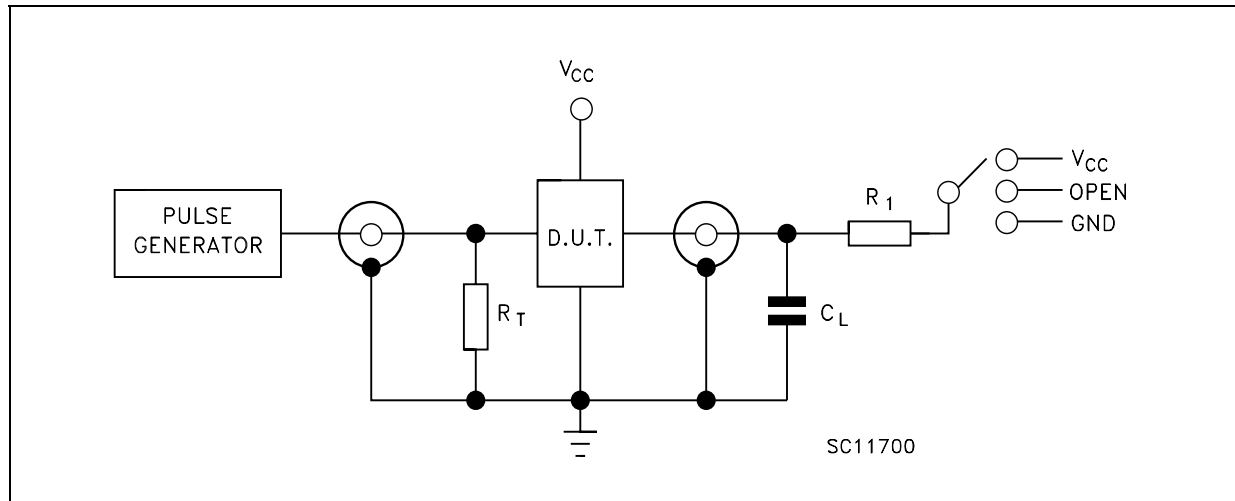 VCC
PULSE
GENERATOR
RT
D.U.T.
CL
R1
VCC
OPEN
GND
SC11700